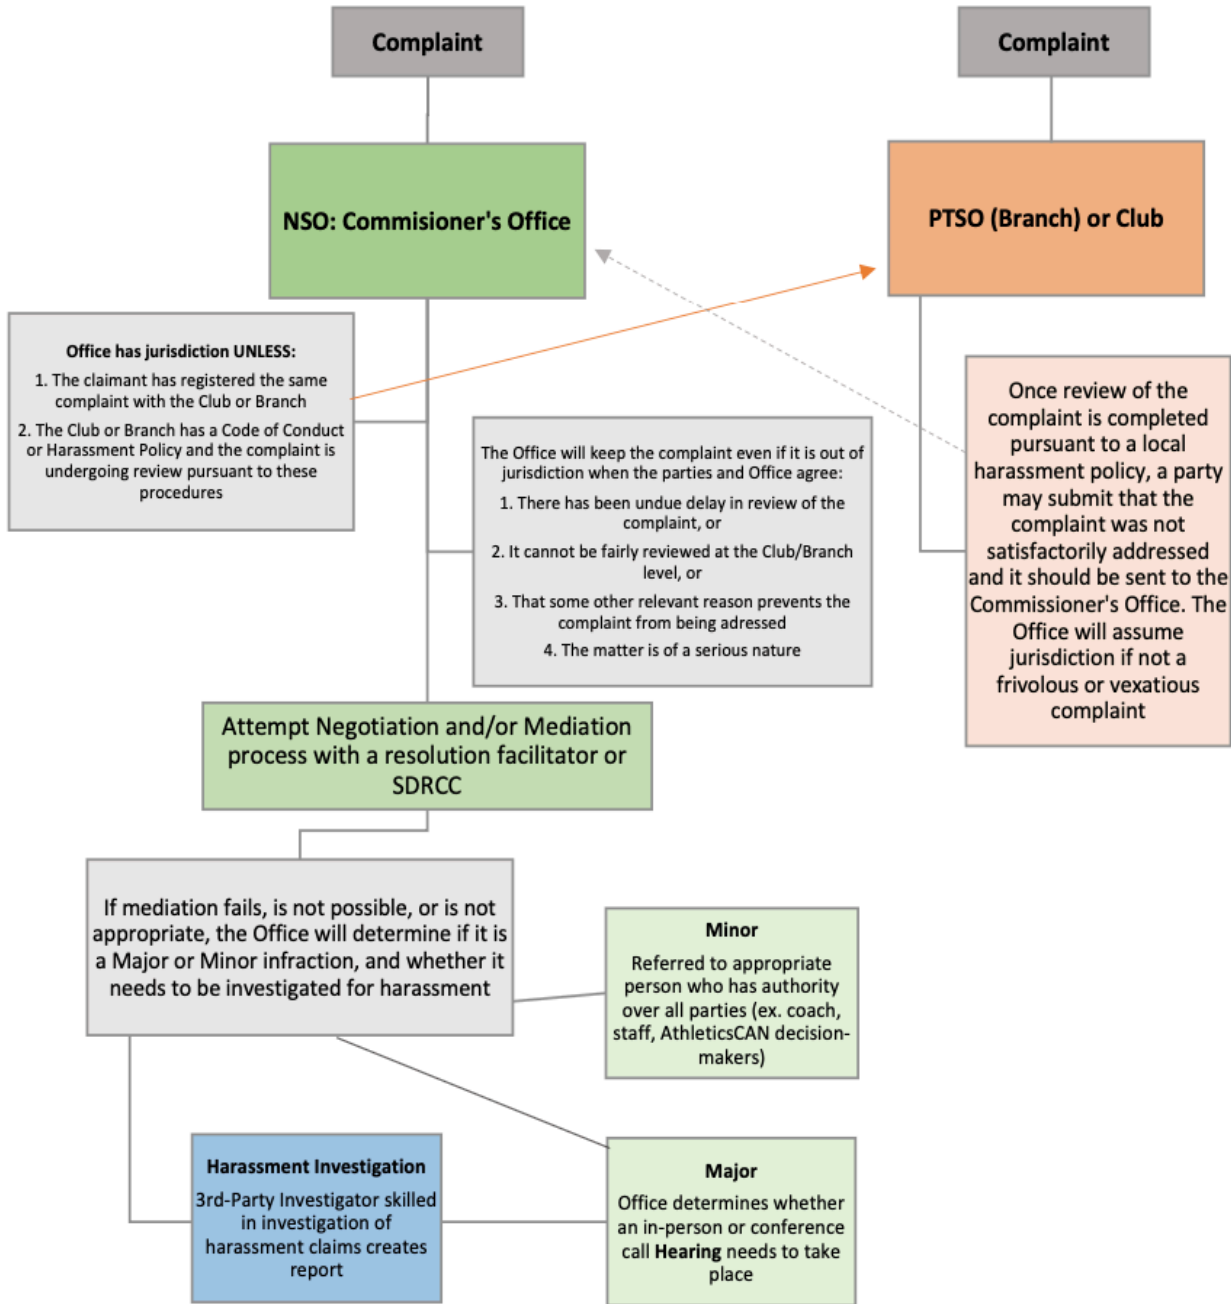 Complaint
Complaint
NSO: Commisioner's Office
PTSO (Branch) or Club
Office has jurisdiction UNLESS:
1. The claimant has registered the same
complaint with the Club or Branch
2. The Club or Branch has a Code of Conduct
or Harassment Policy and the complaint is
undergoing review pursuant to these
procedures
The Office will keep the complaint even if it is out of
jurisdiction when the parties and Office agree:
1. There has been undue delay in review of the
complaint, or
2. It cannot be fairly reviewed at the Club/Branch
level, or
3. That some other relevant reason prevents the
complaint from being adressed
4. The matter is of a serious nature
Once review of the
complaint is completed
pursuant to a local
harassment policy, a party
may submit that the
complaint was not
satisfactorily addressed
and it should be sent to the
Commissioner's Office. The
Office will assume
jurisdiction if not a
frivolous or vexatious
complaint
Attempt Negotiation and/or Mediation
process with a resolution facilitator or
SDRCC
If mediation fails, is not possible, or is not
appropriate, the Office will determine if it is
a Major or Minor infraction, and whether it
needs to be investigated for harassment
Minor
Referred to appropriate
person who has authority
over all parties (ex. coach,
staff, AthleticsCAN decision-
makers)
Harassment Investigation
3rd-Party Investigator skilled
in investigation of
harassment claims creates
report
Major
Office determines whether
an in-person or conference
call Hearing needs to take
place